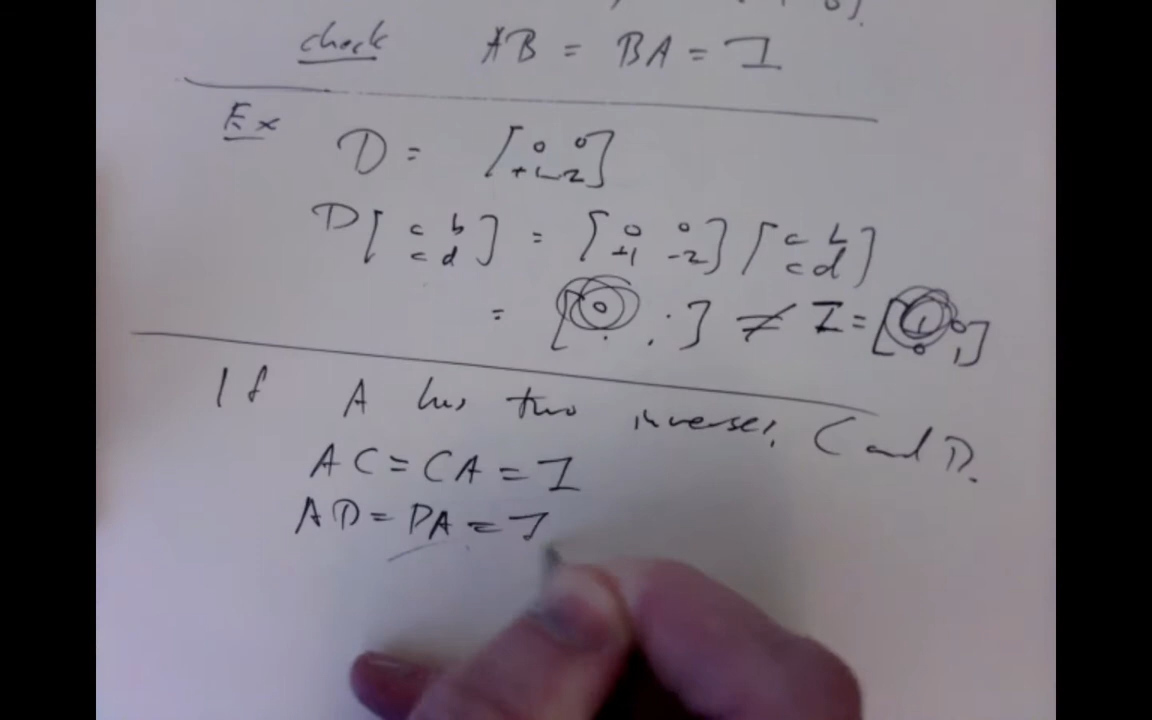 check AB = BA = I
Ex D = [ 0 0
+1 -2 ]
D [ a b
c d ] = [ 0 0
+1 -2 ] [ a b
c d ]
= [ 0 .
. . ] ≠ I = [ 1 0
0 1 ]
If A has two inverses, C and D.
AC = CA = I
AD = DA = I